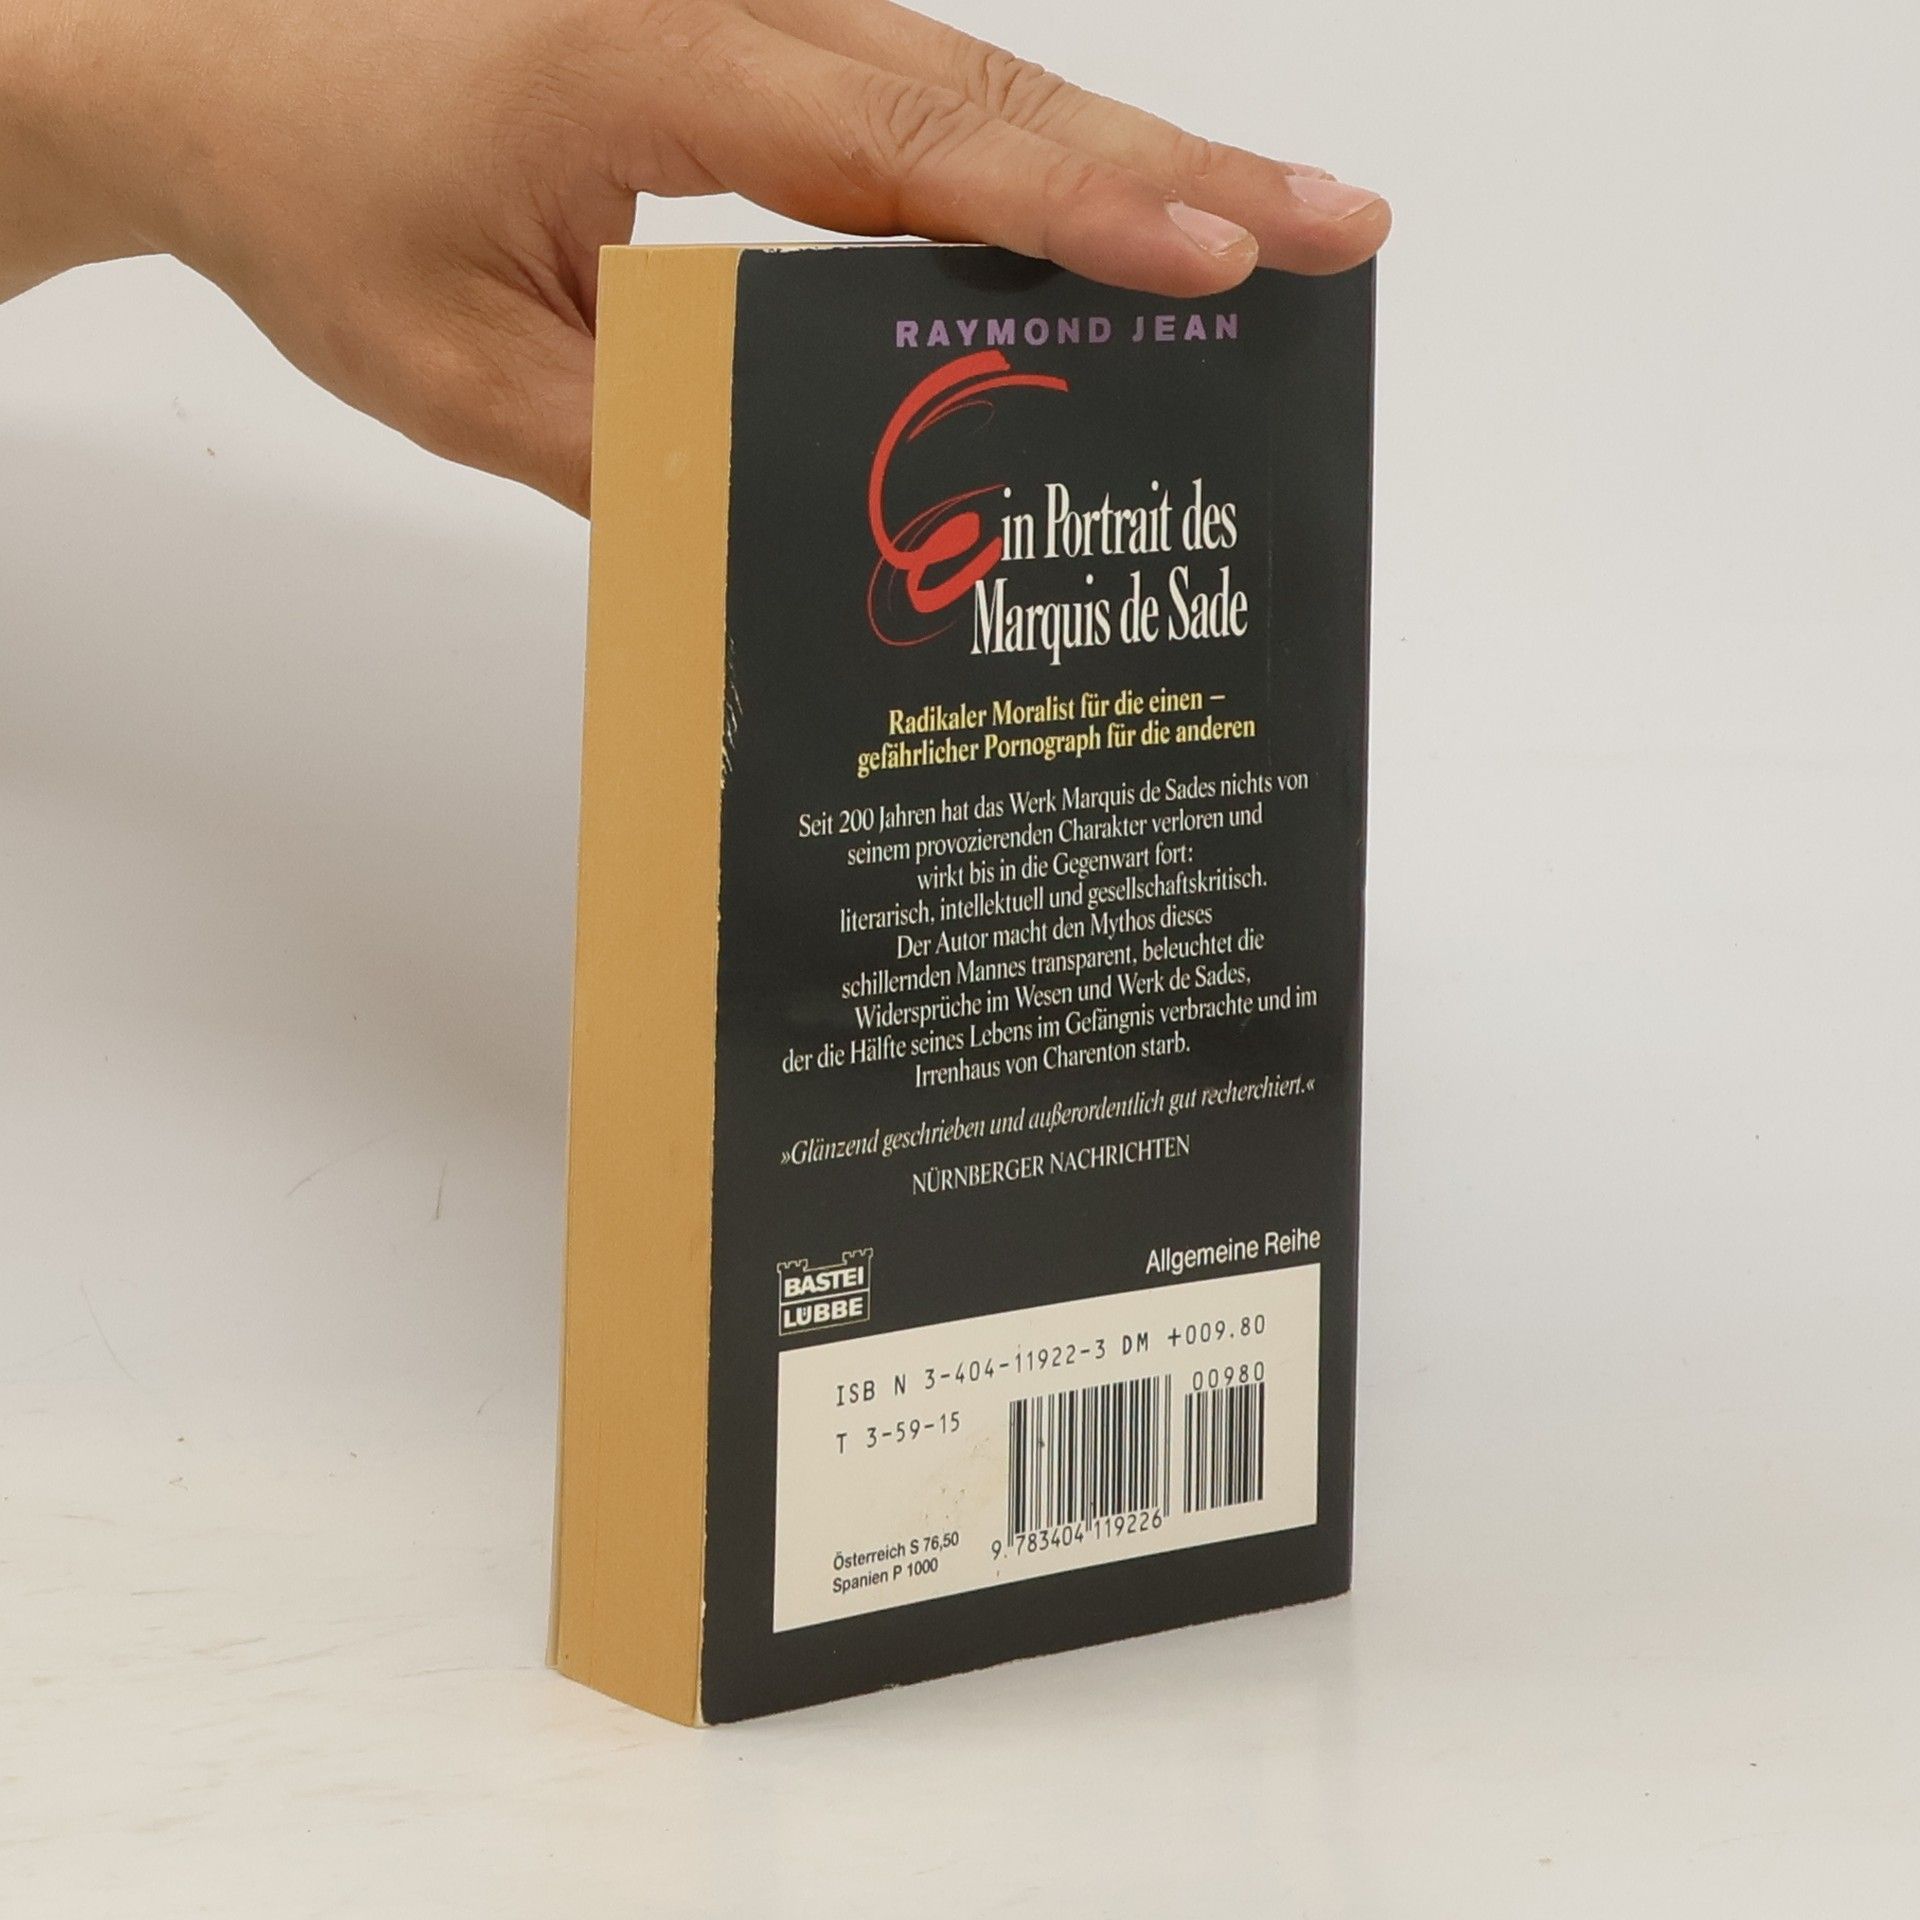 RAYMOND JEAN
Ein Portrait des
Marquis de Sade
Radikaler Moralist für die einen –
gefährlicher Pornograph für die anderen
Seit 200 Jahren hat das Werk Marquis de Sades nichts von
seinem provozierenden Charakter verloren und
wirkt bis in die Gegenwart fort:
literarisch, intellektuell und gesellschaftskritisch.
Der Autor macht den Mythos dieses
schillernden Mannes transparent, beleuchtet die
Widersprüche im Wesen und Werk de Sades,
der die Hälfte seines Lebens im Gefängnis verbrachte und im
Irrenhaus von Charenton starb.
»Glänzend geschrieben und außerordentlich gut recherchiert.«
NÜRNBERGER NACHRICHTEN
BASTEI
LÜBBE
Allgemeine Reihe
ISB N 3-404-11922-3 DM +009.80
00980
T 3-59-15
9 783404 119226
Österreich S 76,50
Spanien P 1000